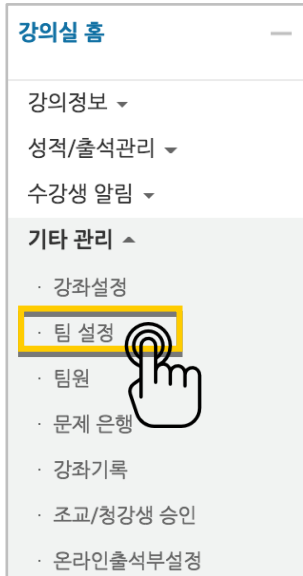 강의실 홈
강의정보
성적/출석관리
수강생 알림
기타 관리
· 강좌설정
· 팀 설정
· 팀원
· 문제 은행
· 강좌기록
· 조교/청강생 승인
· 온라인출석부설정